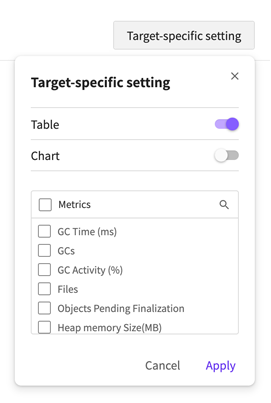 Target-specific setting
Target-specific setting
Table
Chart
Metrics
GC Time (ms)
GCs
GC Activity (%)
Files
Objects Pending Finalization
Heap memory Size(MB)
Cancel Apply